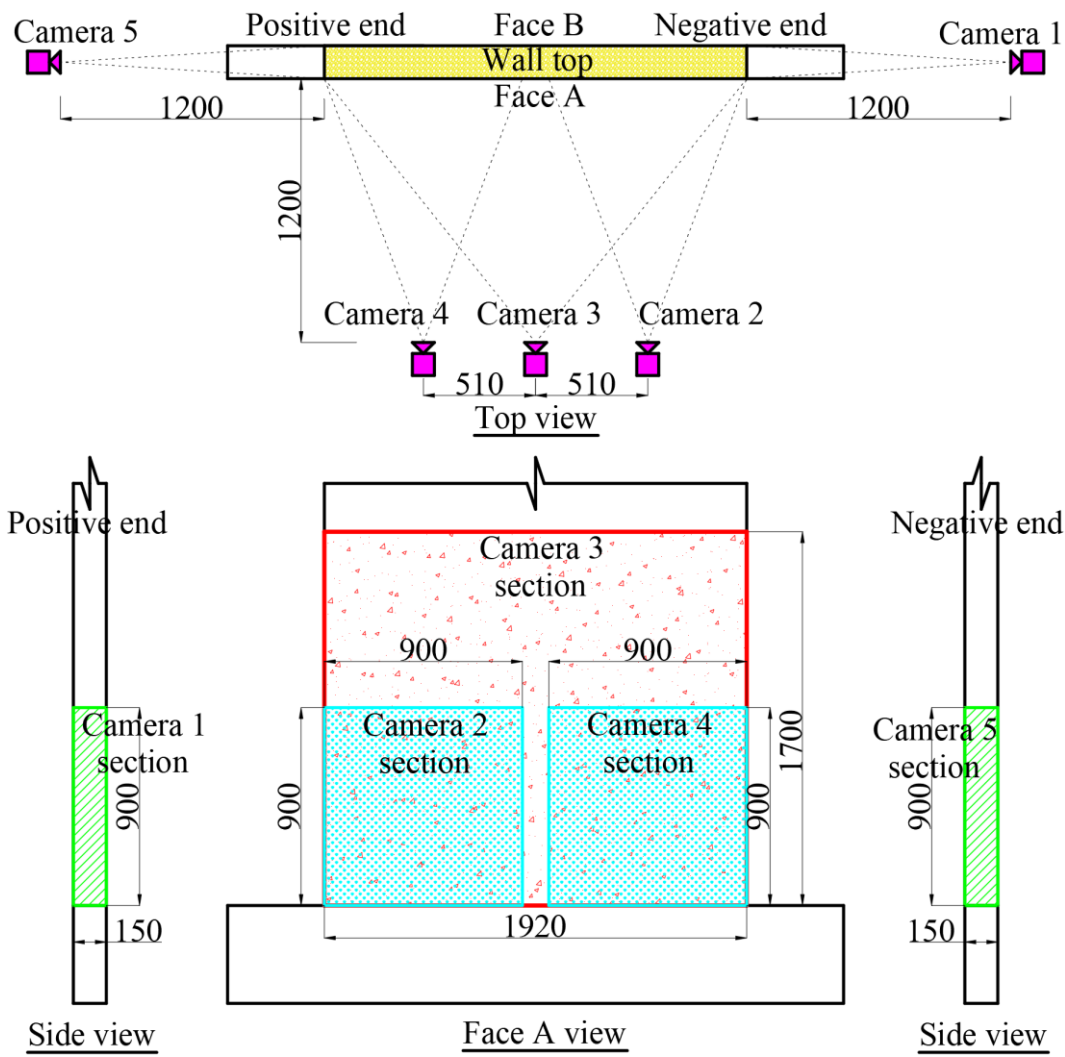 Camera 5
Positive end
Face B
Negative end
Camera 1
Wall top
Face A
1200
1200
1200
Camera 4
Camera 3
Camera 2
510
510
Top view
Positive end
Negative end
Camera 3
section
900
900
Camera 1
section
Camera 2
section
Camera 4
section
Camera 5
section
900
900
900
1700
900
150
1920
150
Side view
Face A view
Side view